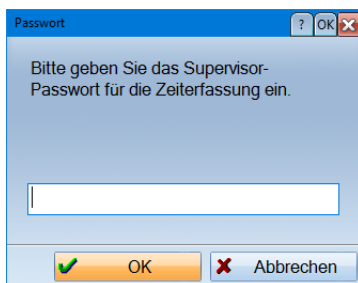 Passwort ? OK
Bitte geben Sie das Supervisor-
Passwort für die Zeiterfassung ein.
OK Abbrechen